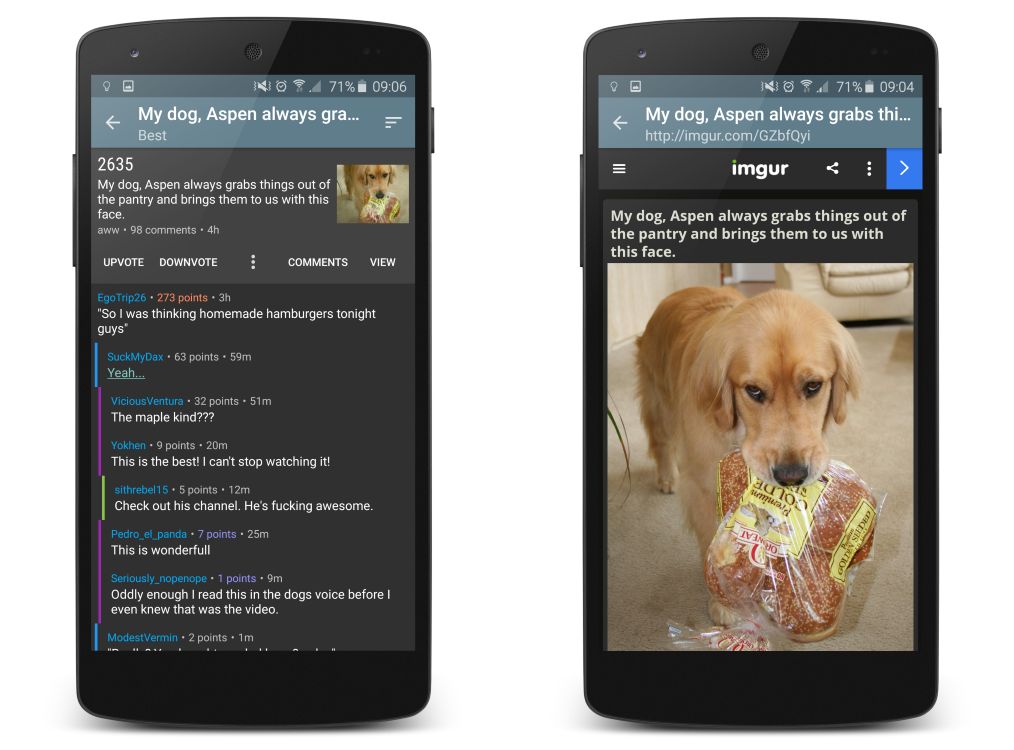 71% 09:06
My dog, Aspen always gra...
Best
2635
My dog, Aspen always grabs things out of
the pantry and brings them to us with this
face.
aww • 98 comments • 4h
UPVOTE DOWNVOTE COMMENTS VIEW
EgoTrip26 • 273 points • 3h
"So I was thinking homemade hamburgers tonight
guys"
SuckMyDax • 63 points • 59m
Yeah...
ViciousVentura • 32 points • 51m
The maple kind???
Yokhen • 9 points • 20m
This is the best! I can't stop watching it!
sithrebel15 • 5 points • 12m
Check out his channel. He's fucking awesome.
Pedro_el_panda • 7 points • 25m
This is wonderfull
Seriously_nopenope • 1 points • 9m
Oddly enough I read this in the dogs voice before I
even knew that was the video.
ModestVermin • 2 points • 1m
71% 09:04
My dog, Aspen always grabs thi...
http://imgur.com/GZbfQyi
imgur
My dog, Aspen always grabs things out of
the pantry and brings them to us with
this face.
Premium
GOLDE